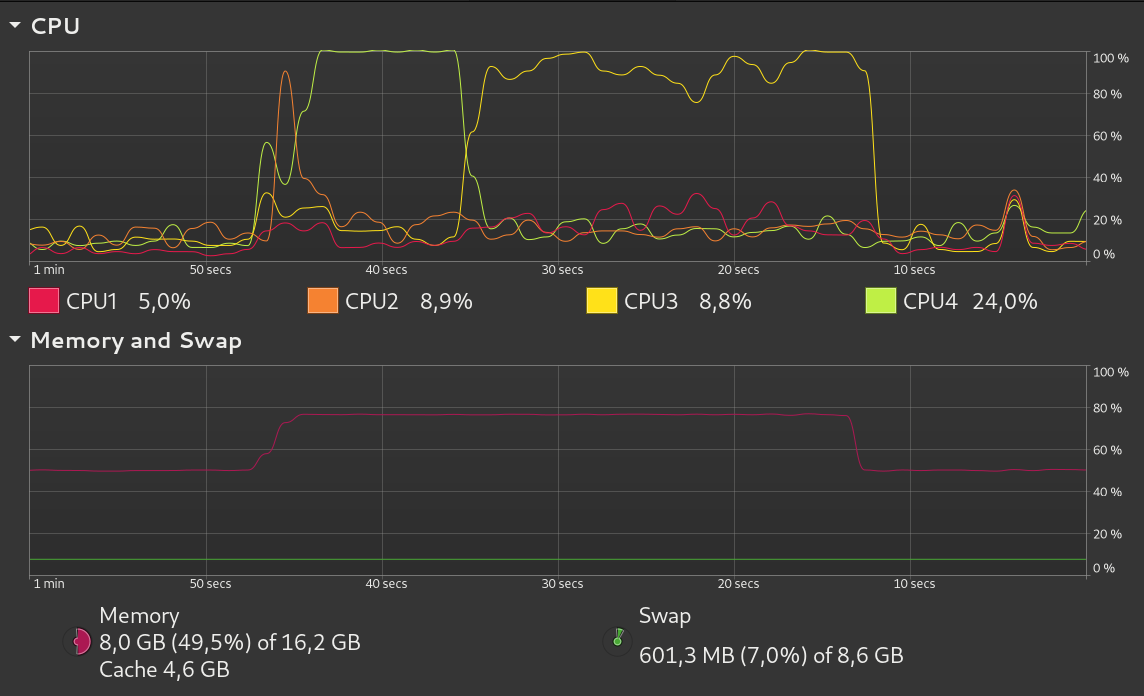 CPU
100 %
80 %
60 %
40 %
20 %
0 %
1 min 50 secs 40 secs 30 secs 20 secs 10 secs
CPU1 5,0% CPU2 8,9% CPU3 8,8% CPU4 24,0%
Memory and Swap
100 %
80 %
60 %
40 %
20 %
0 %
1 min 50 secs 40 secs 30 secs 20 secs 10 secs
Memory
8,0 GB (49,5%) of 16,2 GB
Cache 4,6 GB
Swap
601,3 MB (7,0%) of 8,6 GB